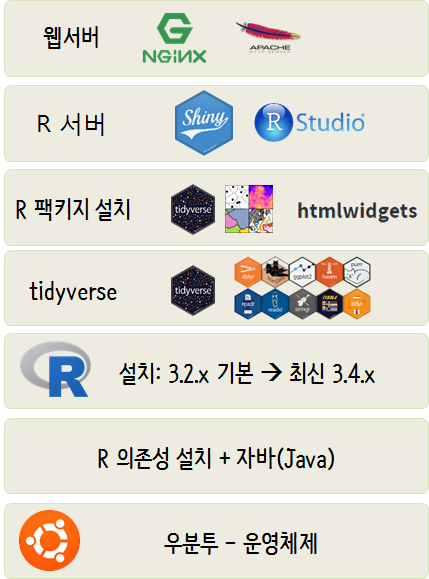 웹서버
NGINX
APACHE
HTTP SERVER
R 서버
Shiny
R Studio®
R 팩키지 설치
tidyverse
htmlwidgets
tidyverse
tidyverse
dplyr
ggplot2
haven
purrr
readr
readxl
stringr
tidyr
R
설치: 3.2.x 기본 → 최신 3.4.x
R 의존성 설치 + 자바(Java)
우분투 - 운영체제